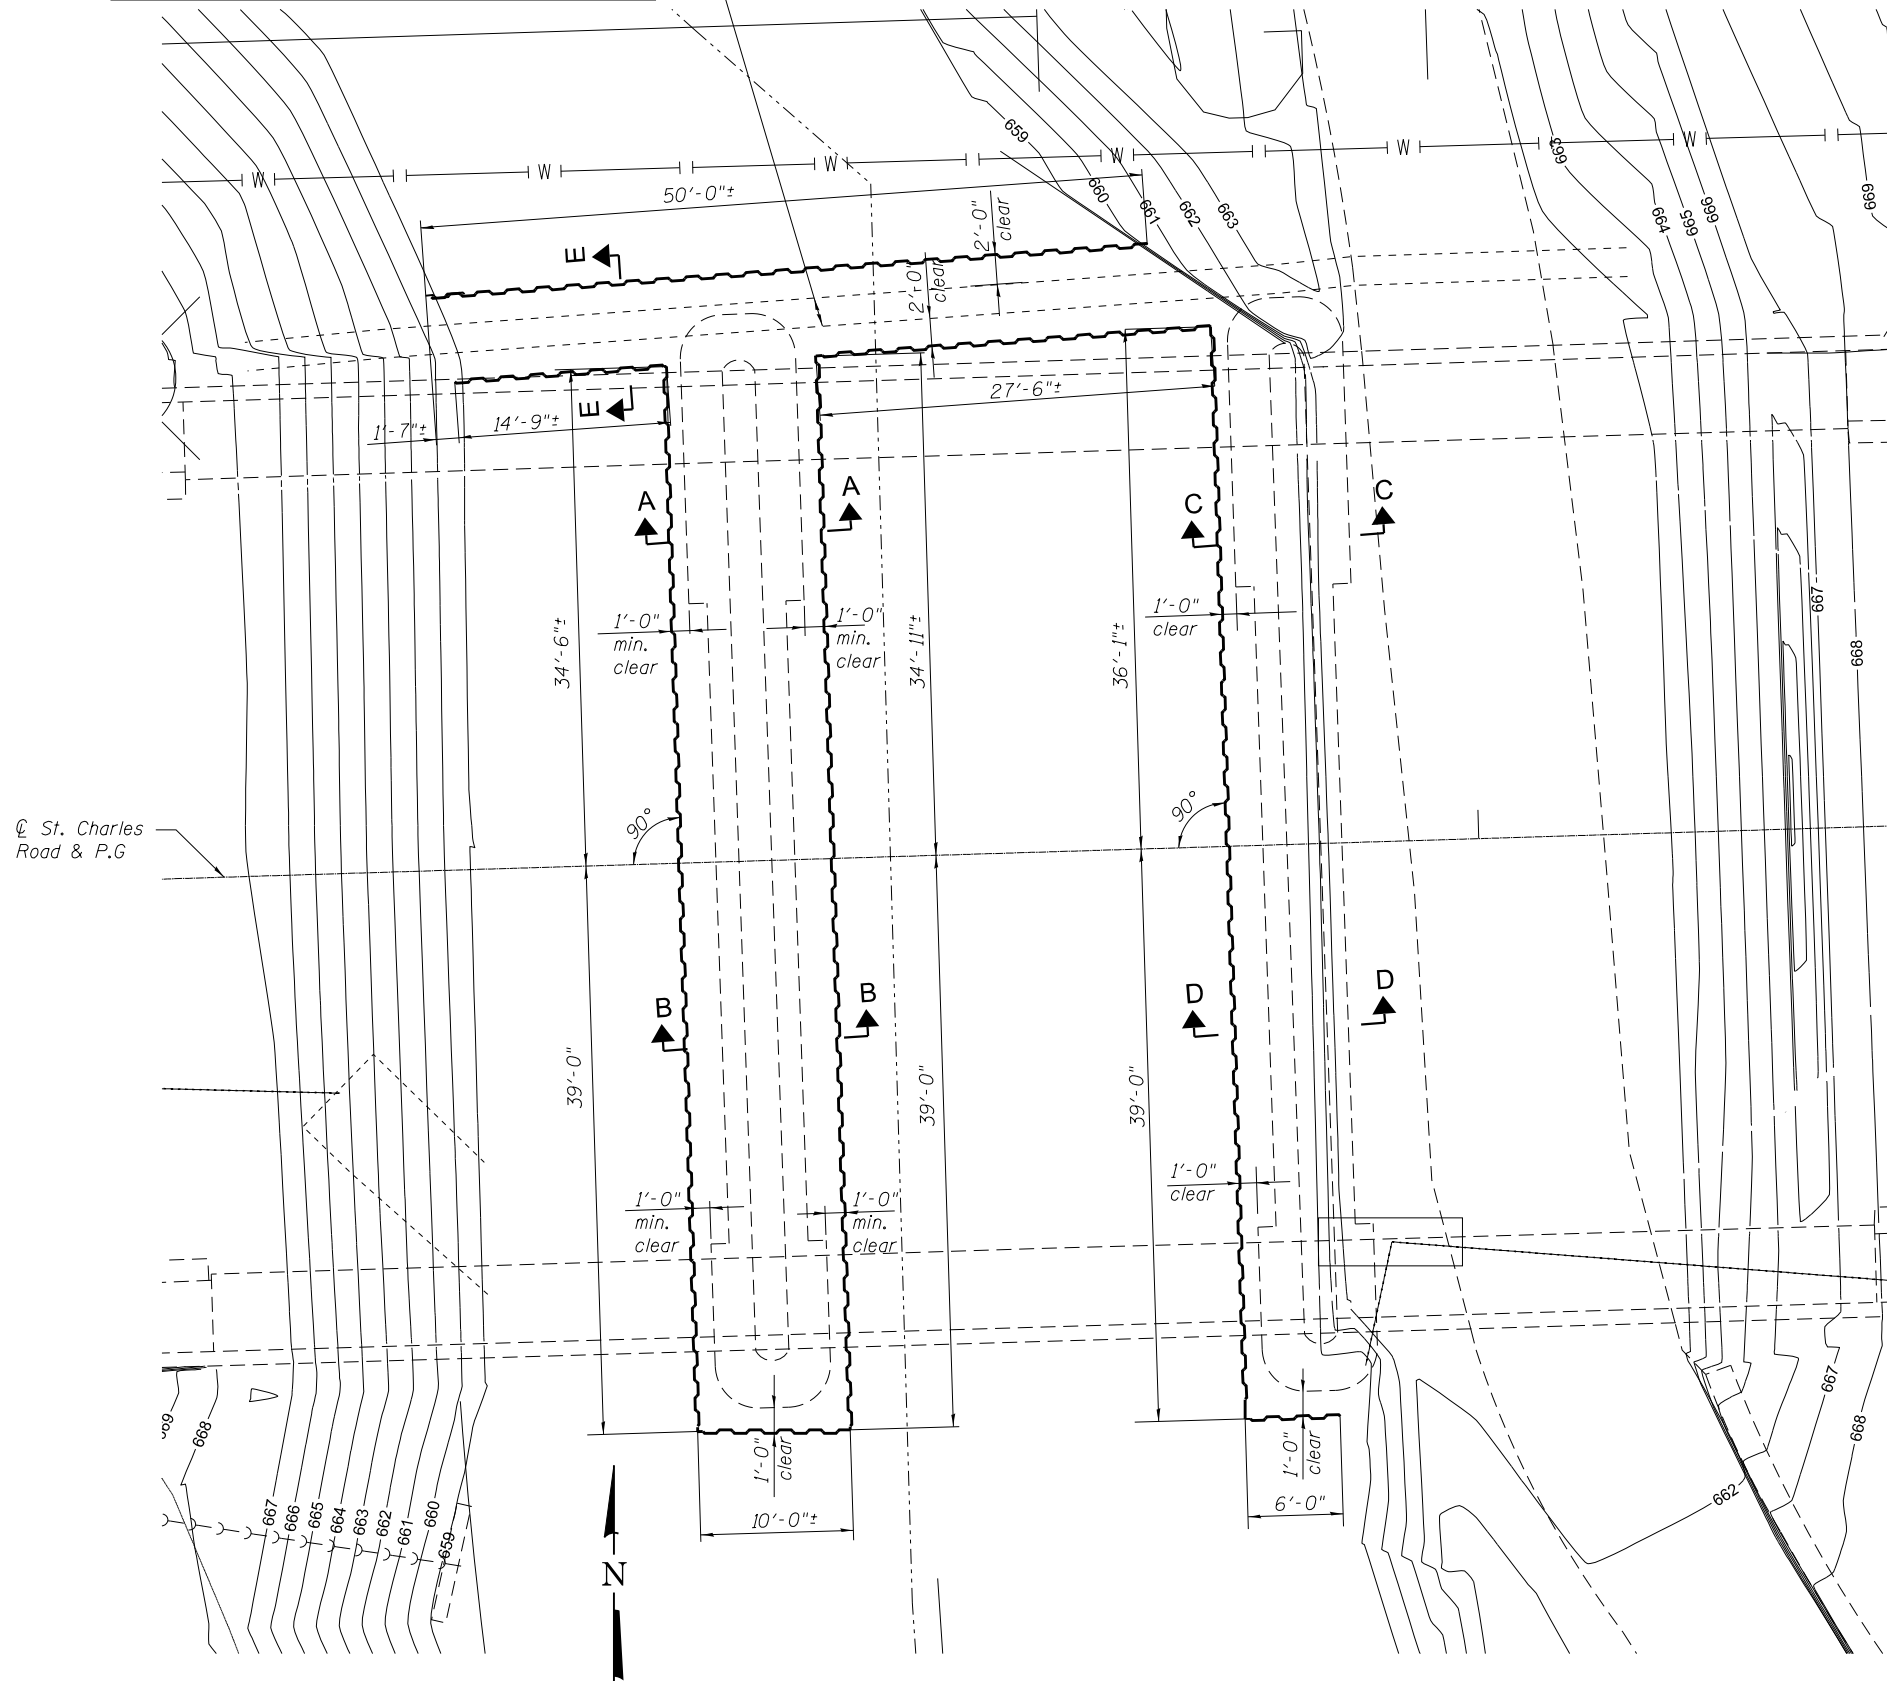 659
660
661
662
663
663
664
665
666
669
W
W
W
W
W
W
50'-0"±
2'-0"
clear
2'-0"
clear
E
E
1'-7"±
14'-9"±
27'-6"±
A
A
C
C
34'-6"±
1'-0"
min.
clear
1'-0"
min.
clear
34'-11"±
36'-1"±
1'-0"
clear
667
668
90°
90°
℄ St. Charles
Road & P.G
B
B
D
D
39'-0"
39'-0"
39'-0"
1'-0"
min.
clear
1'-0"
min.
clear
1'-0"
clear
669
668
667
666
665
664
663
662
661
660
659
1'-0"
clear
10'-0"±
1'-0"
clear
6'-0"
662
667
668
N